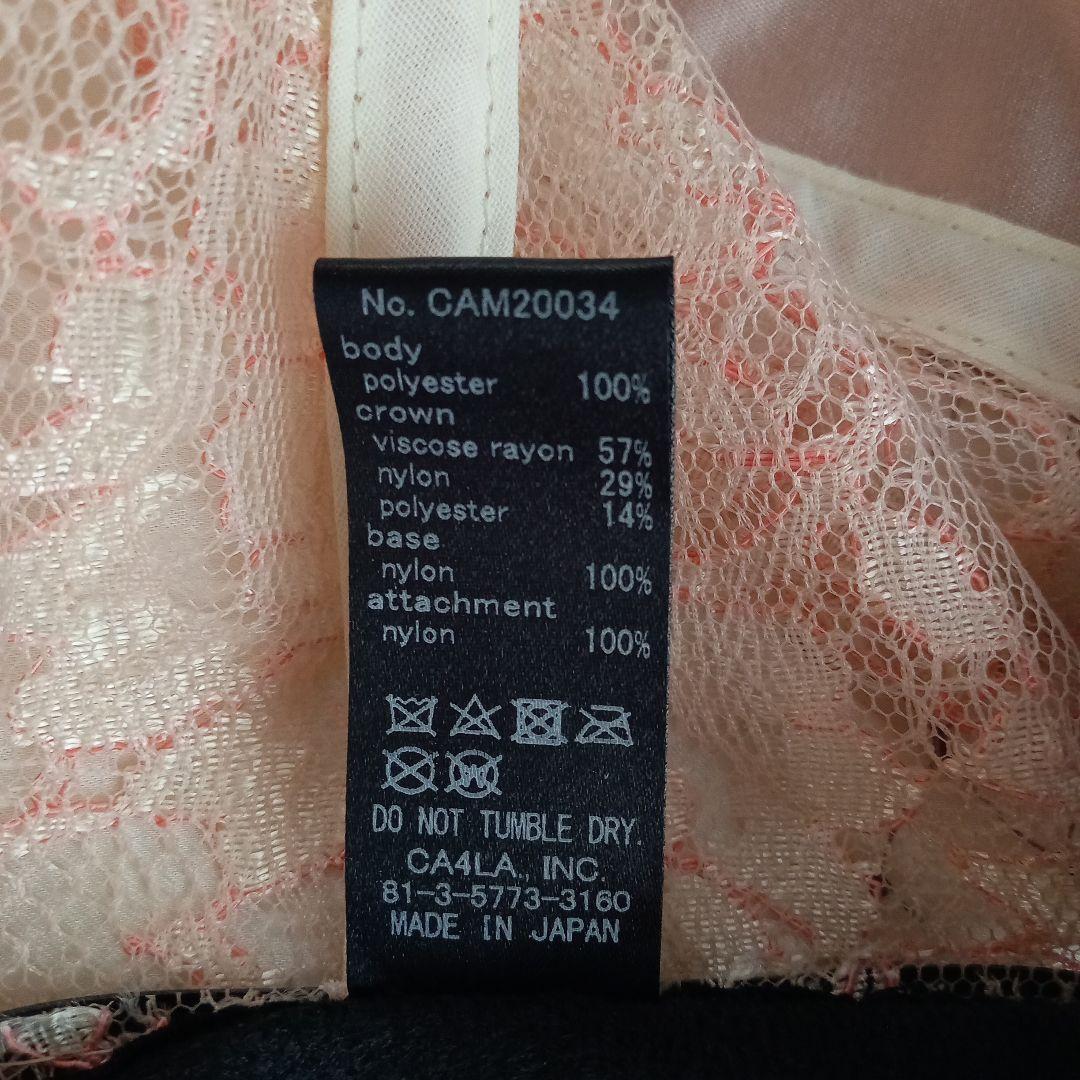 No. CAM20034
body
polyester 100%
crown
viscose rayon 57%
nylon 29%
polyester 14%
base
nylon 100%
attachment
nylon 100%
W
DO NOT TUMBLE DRY.
CA4LA., INC.
81-3-5773-3160
MADE IN JAPAN